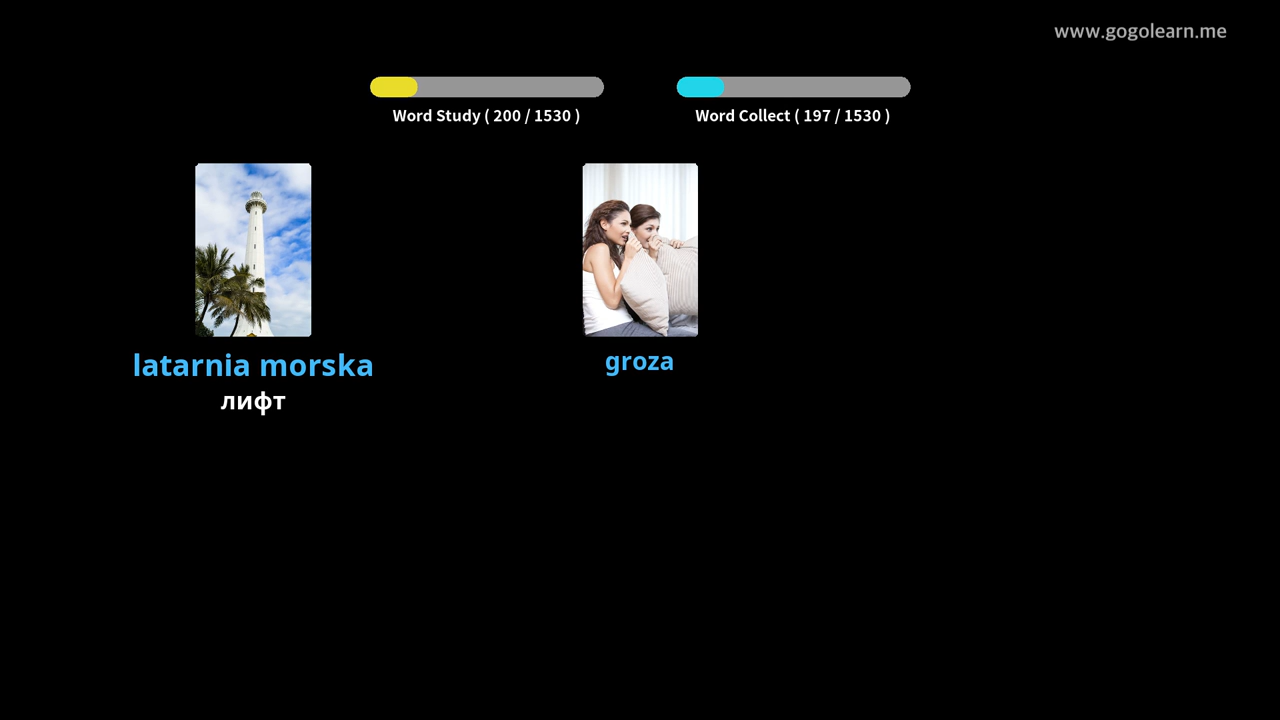 www.gogolearn.me
Word Study ( 200 / 1530 )
Word Collect ( 197 / 1530 )
latarnia morska
лифт
groza